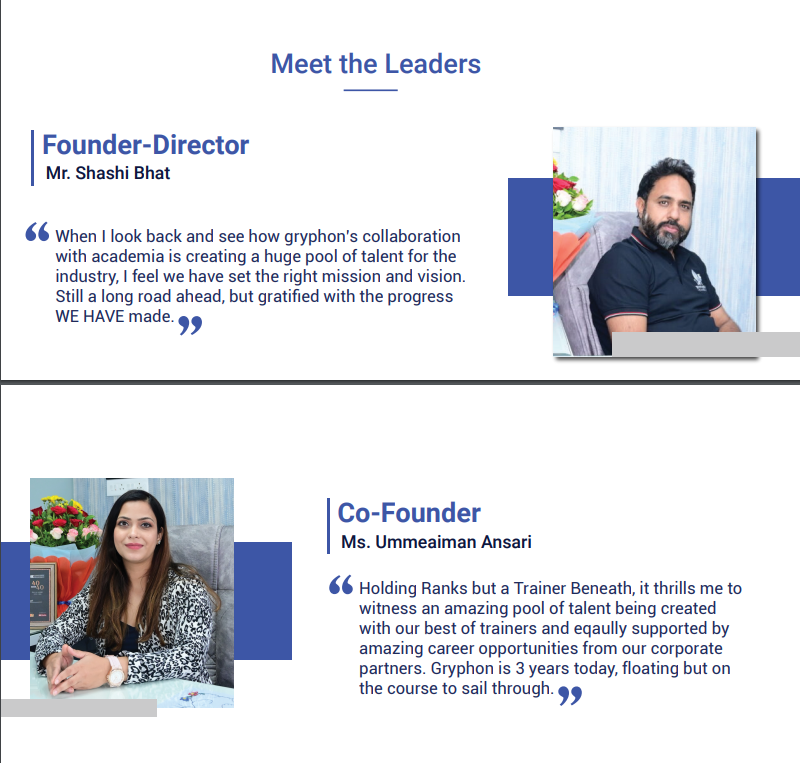 Meet the Leaders
Founder-Director
Mr. Shashi Bhat
“ When I look back and see how gryphon's collaboration
with academia is creating a huge pool of talent for the
industry, I feel we have set the right mission and vision.
Still a long road ahead, but gratified with the progress
WE HAVE made. ”
Co-Founder
Ms. Ummeaiman Ansari
“ Holding Ranks but a Trainer Beneath, it thrills me to
witness an amazing pool of talent being created
with our best of trainers and eqaully supported by
amazing career opportunities from our corporate
partners. Gryphon is 3 years today, floating but on
the course to sail through. ”